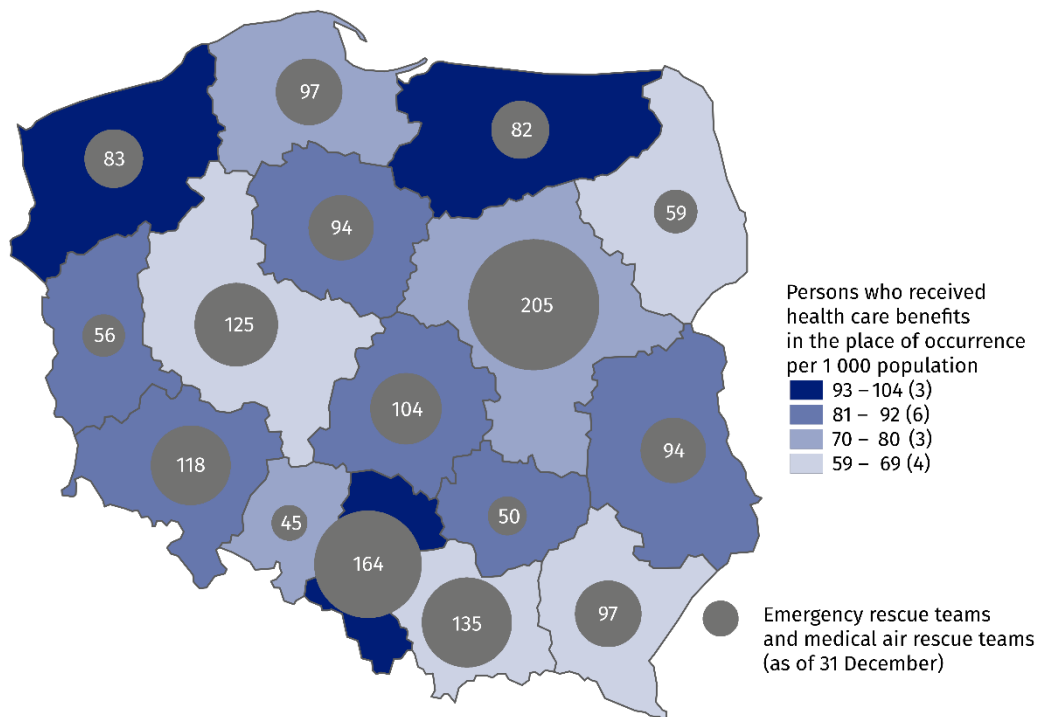 97
82
83
59
94
205
125
56
104
94
118
50
45
164
135
97
Persons who received
health care benefits
in the place of occurrence
per 1 000 population
93 – 104 (3)
81 – 92 (6)
70 – 80 (3)
59 – 69 (4)
Emergency rescue teams
and medical air rescue teams
(as of 31 December)